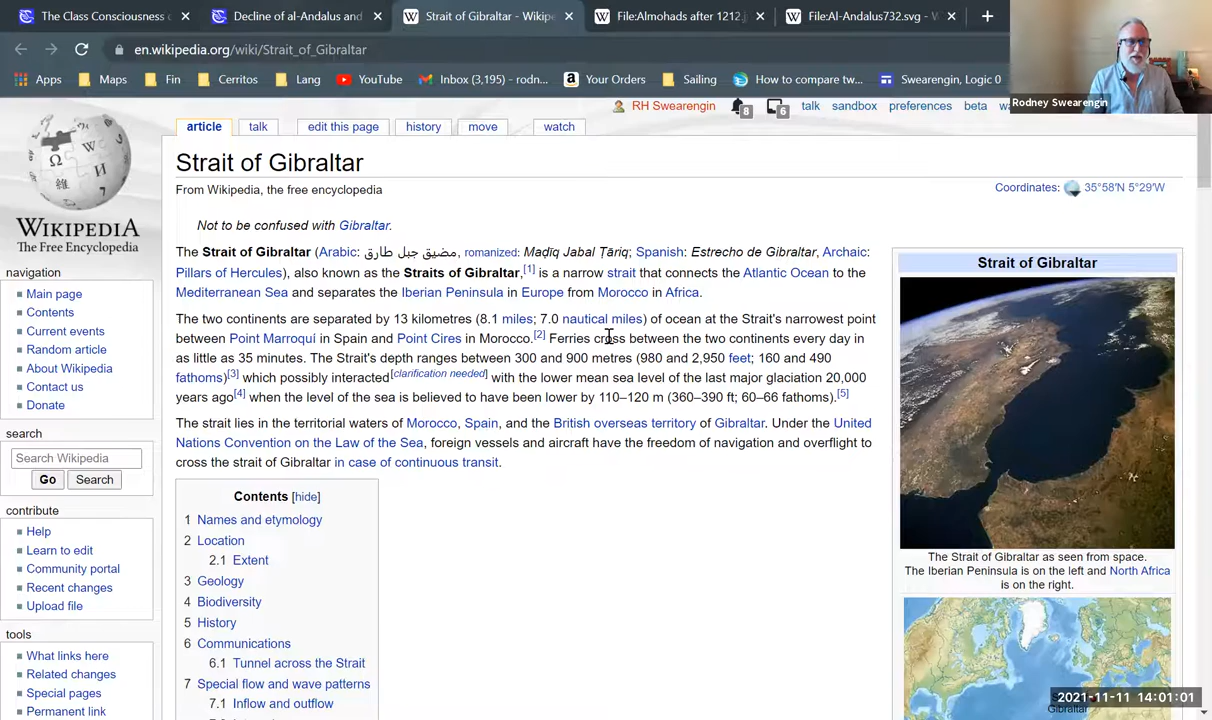 The Class Consciousness of
Decline of al-Andalus and
Strait of Gibraltar - Wikipe
File:Almohads after 1212.j
File:Al-Andalus732.svg - W
en.wikipedia.org/wiki/Strait_of_Gibraltar
Apps
Maps
Fin
Cerritos
Lang
YouTube
Inbox (3,195) - rodn...
Your Orders
Sailing
How to compare tw...
Swearengin, Logic 0
Rodney Swearengin
RH Swearengin
8
6
talk
sandbox
preferences
beta
article
talk
edit this page
history
move
watch
WIKIPEDIA
The Free Encyclopedia
navigation
Main page
Contents
Current events
Random article
About Wikipedia
Contact us
Donate
search
Search Wikipedia
Go
Search
contribute
Help
Learn to edit
Community portal
Recent changes
Upload file
tools
What links here
Related changes
Special pages
Permanent link
Strait of Gibraltar
From Wikipedia, the free encyclopedia
Coordinates: 35°58′N 5°29′W
Not to be confused with Gibraltar.
The Strait of Gibraltar (Arabic: مضيق جبل طارق, romanized: Maḍīq Jabal Ṭāriq; Spanish: Estrecho de Gibraltar, Archaic:
Pillars of Hercules), also known as the Straits of Gibraltar,[1] is a narrow strait that connects the Atlantic Ocean to the
Mediterranean Sea and separates the Iberian Peninsula in Europe from Morocco in Africa.
The two continents are separated by 13 kilometres (8.1 miles; 7.0 nautical miles) of ocean at the Strait's narrowest point
between Point Marroquí in Spain and Point Cires in Morocco.[2] Ferries cross between the two continents every day in
as little as 35 minutes. The Strait's depth ranges between 300 and 900 metres (980 and 2,950 feet; 160 and 490
fathoms)[3] which possibly interacted[clarification needed] with the lower mean sea level of the last major glaciation 20,000
years ago[4] when the level of the sea is believed to have been lower by 110–120 m (360–390 ft; 60–66 fathoms).[5]
The strait lies in the territorial waters of Morocco, Spain, and the British overseas territory of Gibraltar. Under the United
Nations Convention on the Law of the Sea, foreign vessels and aircraft have the freedom of navigation and overflight to
cross the strait of Gibraltar in case of continuous transit.
Contents [hide]
1 Names and etymology
2 Location
2.1 Extent
3 Geology
4 Biodiversity
5 History
6 Communications
6.1 Tunnel across the Strait
7 Special flow and wave patterns
7.1 Inflow and outflow
Strait of Gibraltar
The Strait of Gibraltar as seen from space.
The Iberian Peninsula is on the left and North Africa
is on the right.
2021-11-11 14:01:01
Gibraltar